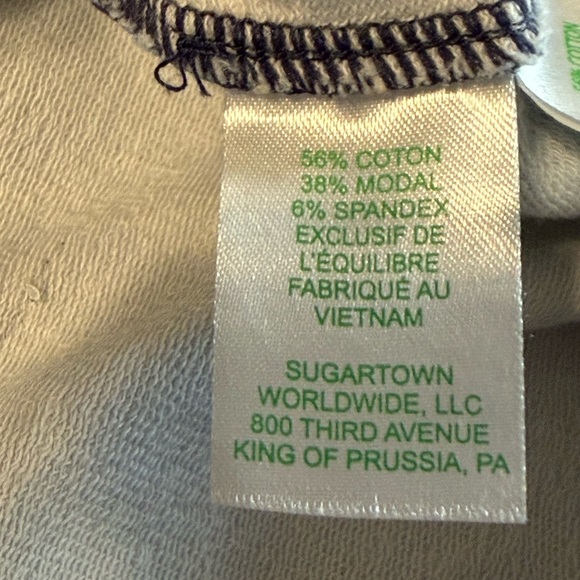 56% COTON
38% MODAL
6% SPANDEX
EXCLUSIF DE
L'ÉQUILIBRE
FABRIQUÉ AU
VIETNAM
SUGARTOWN
WORLDWIDE, LLC
800 THIRD AVENUE
KING OF PRUSSIA, PA
COTTON